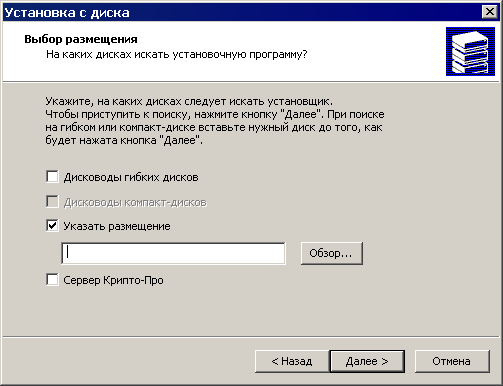 Установка с диска
Выбор размещения
На каких дисках искать установочную программу?
Укажите, на каких дисках следует искать установщик.
Чтобы приступить к поиску, нажмите кнопку "Далее". При поиске
на гибком или компакт-диске вставьте нужный диск до того, как
будет нажата кнопка "Далее".
Дисководы гибких дисков
Дисководы компакт-дисков
Указать размещение
Обзор...
Сервер Крипто-Про
< Назад
Далее >
Отмена